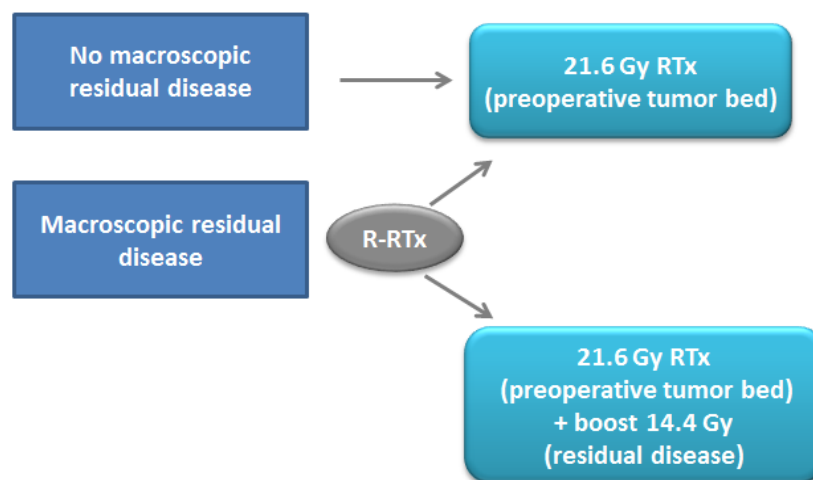 No macroscopic
residual disease
21.6 Gy RTx
(preoperative tumor bed)
Macroscopic residual
disease
R-RTx
21.6 Gy RTx
(preoperative tumor bed)
+ boost 14.4 Gy
(residual disease)